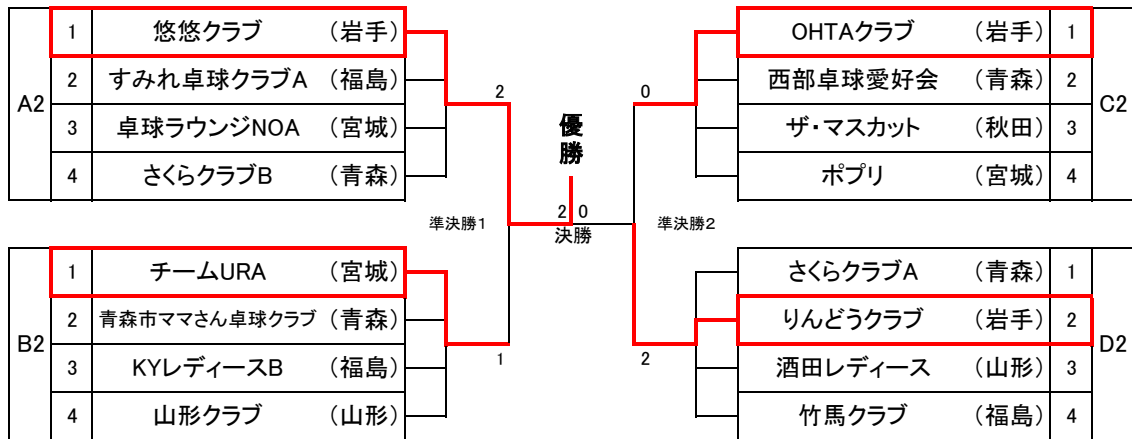 A2
1 悠悠クラブ （岩手）
2 すみれ卓球クラブA （福島）
3 卓球ラウンジNOA （宮城）
4 さくらクラブB （青森）
B2
1 チームURA （宮城）
2 青森市ママさん卓球クラブ （青森）
3 KYレディースB （福島）
4 山形クラブ （山形）
2
準決勝1
1
優勝
2 0
決勝
0
準決勝2
2
OHTAクラブ （岩手） 1
西部卓球愛好会 （青森） 2
ザ・マスカット （秋田） 3
ポプリ （宮城） 4
C2
さくらクラブA （青森） 1
りんどうクラブ （岩手） 2
酒田レディース （山形） 3
竹馬クラブ （福島） 4
D2